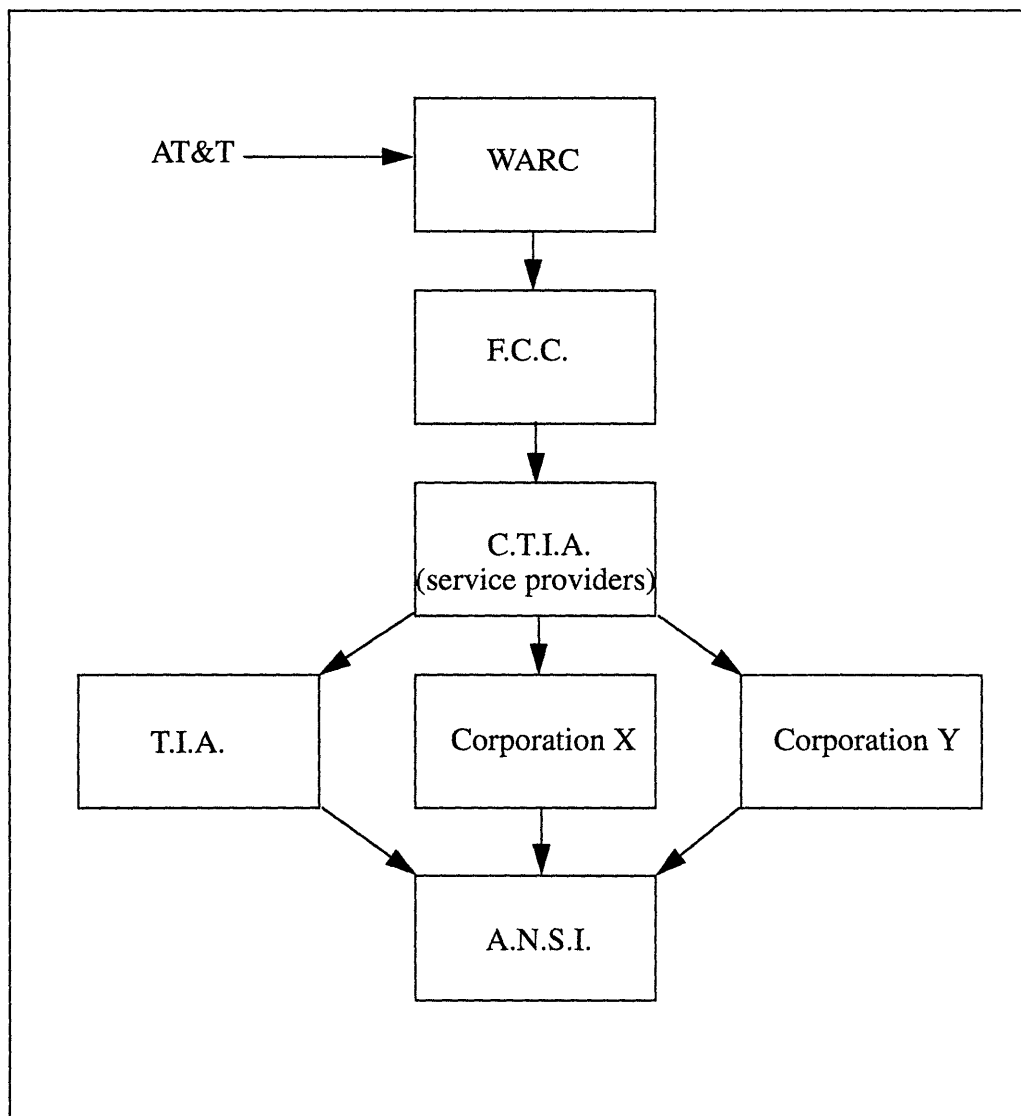 AT&T
WARC
F.C.C.
C.T.I.A.
(service providers)
T.I.A.
Corporation X
Corporation Y
A.N.S.I.